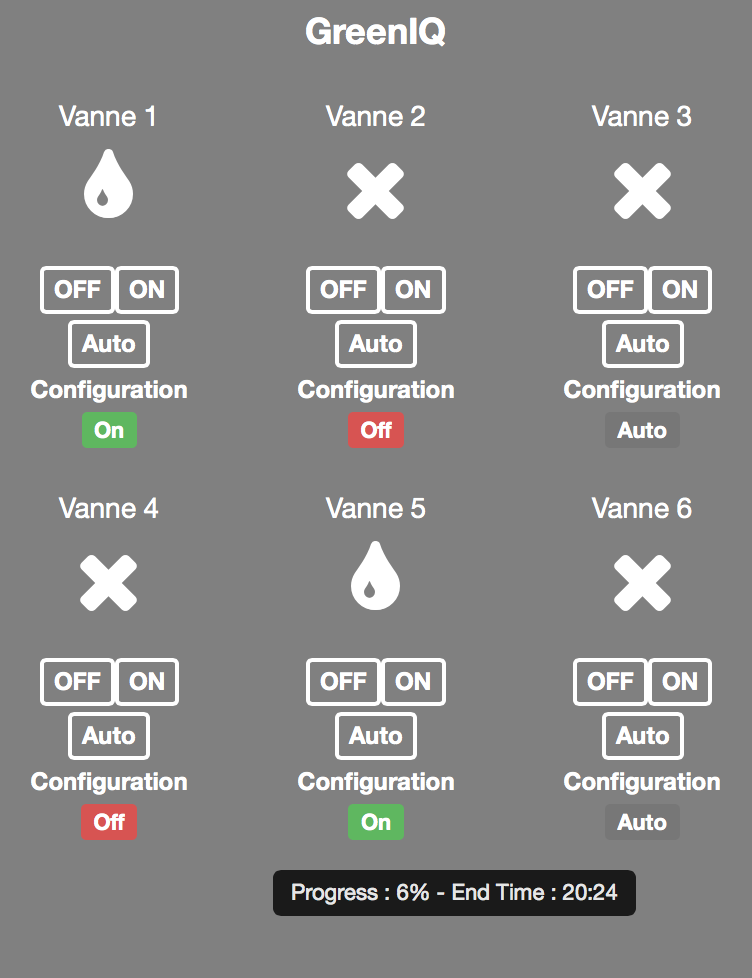 GreenIQ
Vanne 1 Vanne 2 Vanne 3
OFF ON OFF ON OFF ON
Auto Auto Auto
Configuration Configuration Configuration
On Off Auto
Vanne 4 Vanne 5 Vanne 6
OFF ON OFF ON OFF ON
Auto Auto Auto
Configuration Configuration Configuration
Off On Auto
Progress : 6% - End Time : 20:24